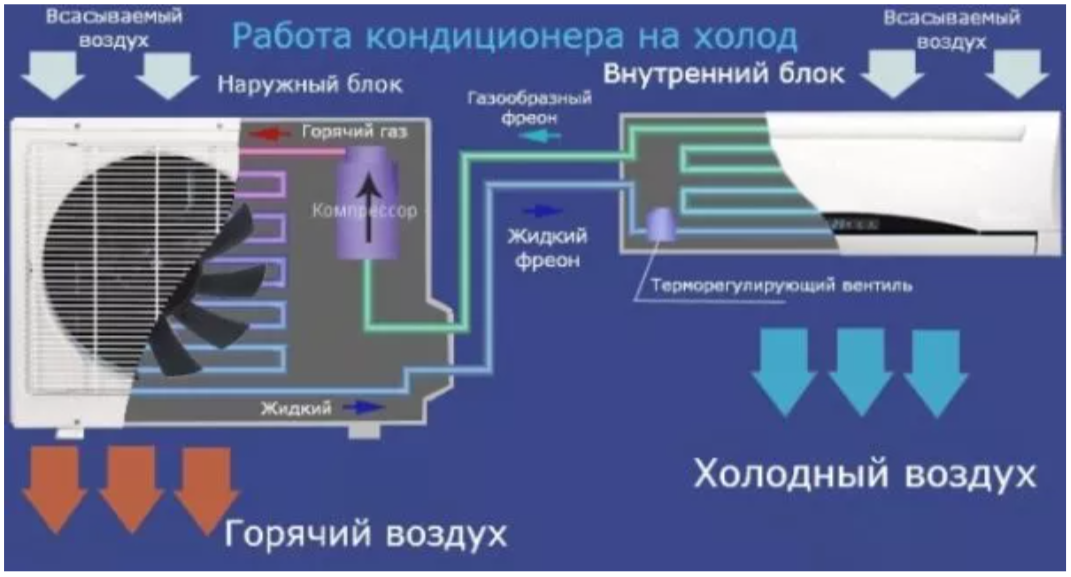 Всасываемый
воздух
Работа кондиционера на холод
Всасываемый
воздух
Наружный блок
Внутренний блок
Газообразный
фреон
Горячий газ
Компрессор
Жидкий
фреон
Терморегулирующий вентиль
Жидкий
Холодный воздух
Горячий воздух